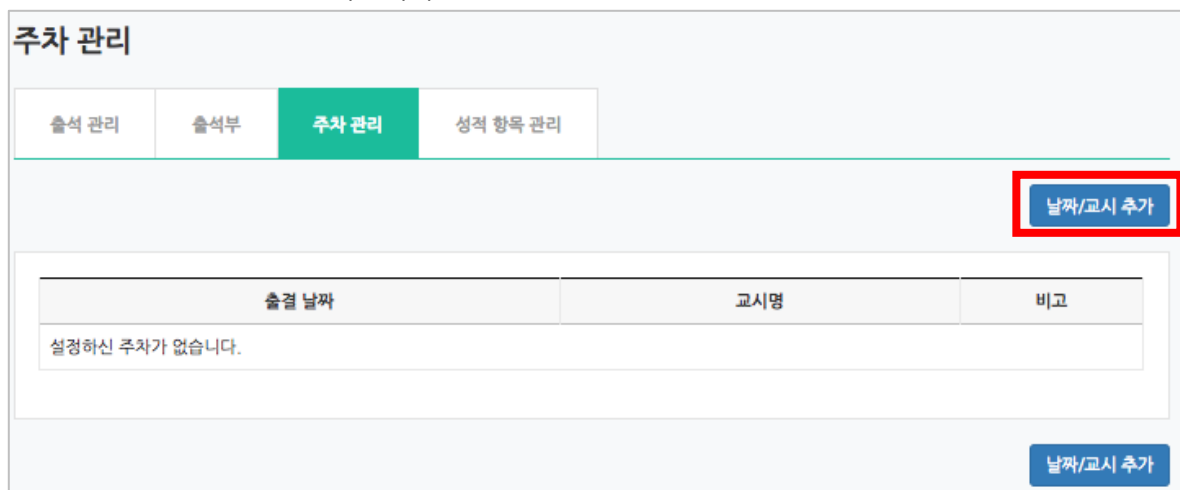 주차 관리
출석 관리 출석부 주차 관리 성적 항목 관리
날짜/교시 추가
출결 날짜 교시명 비고
설정하신 주차가 없습니다.
날짜/교시 추가